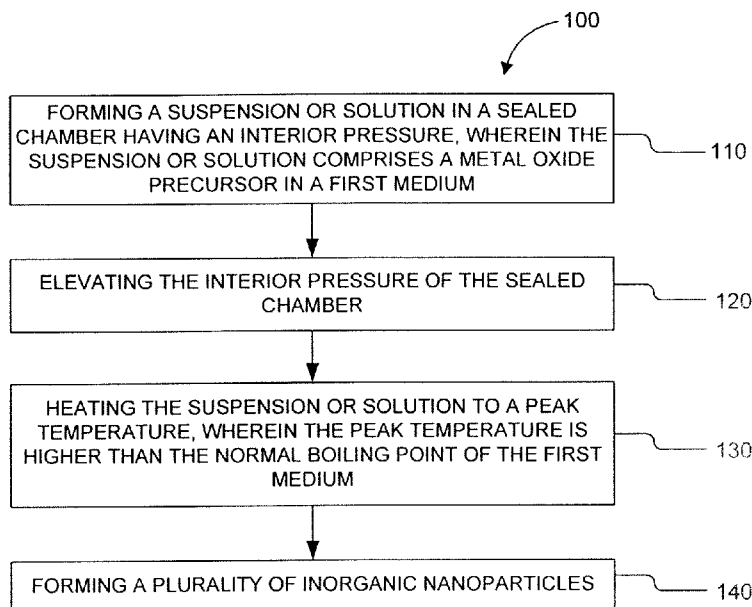 100
FORMING A SUSPENSION OR SOLUTION IN A SEALED
CHAMBER HAVING AN INTERIOR PRESSURE, WHEREIN THE
SUSPENSION OR SOLUTION COMPRISES A METAL OXIDE
PRECURSOR IN A FIRST MEDIUM
110
ELEVATING THE INTERIOR PRESSURE OF THE SEALED
CHAMBER
120
HEATING THE SUSPENSION OR SOLUTION TO A PEAK
TEMPERATURE, WHEREIN THE PEAK TEMPERATURE IS
HIGHER THAN THE NORMAL BOILING POINT OF THE FIRST
MEDIUM
130
FORMING A PLURALITY OF INORGANIC NANOPARTICLES
140